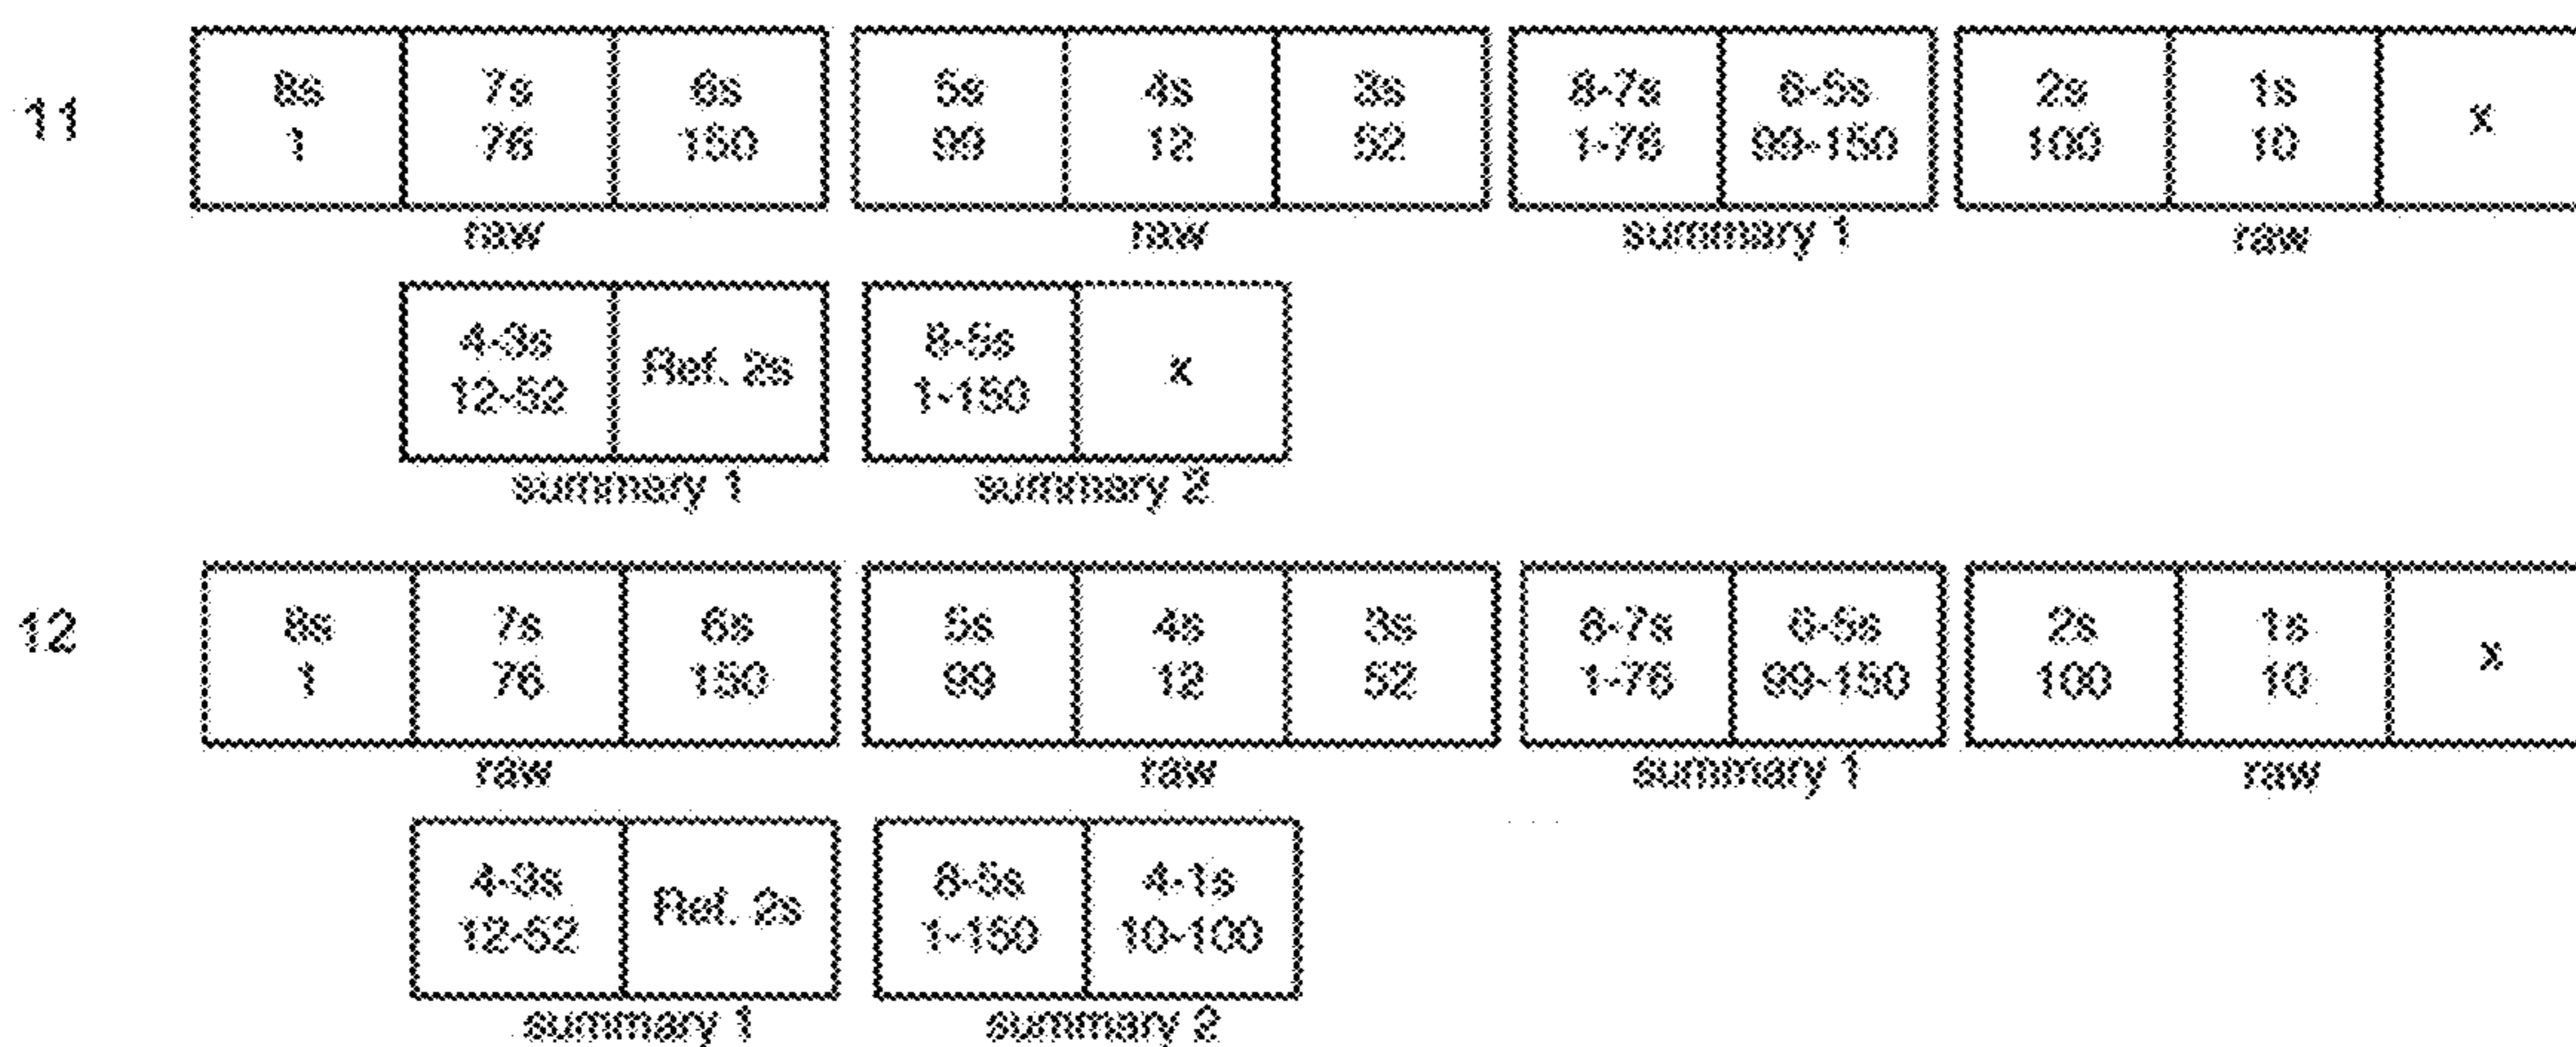 11
8s 7s 6s 5s 4s 3s 8-7s 6-5s 2s 1s x
1 76 150 99 12 52 1-76 99-150 100 10
raw raw summary 1 raw
4-3s Ref. 2s 8-5s x
12-52 1-150
summary 1 summary 2
12
8s 7s 6s 5s 4s 3s 8-7s 6-5s 2s 1s x
1 76 150 99 12 52 1-76 99-150 100 10
raw raw summary 1 raw
4-3s Ref. 2s 8-5s 4-1s
12-52 1-150 10-100
summary 1 summary 2